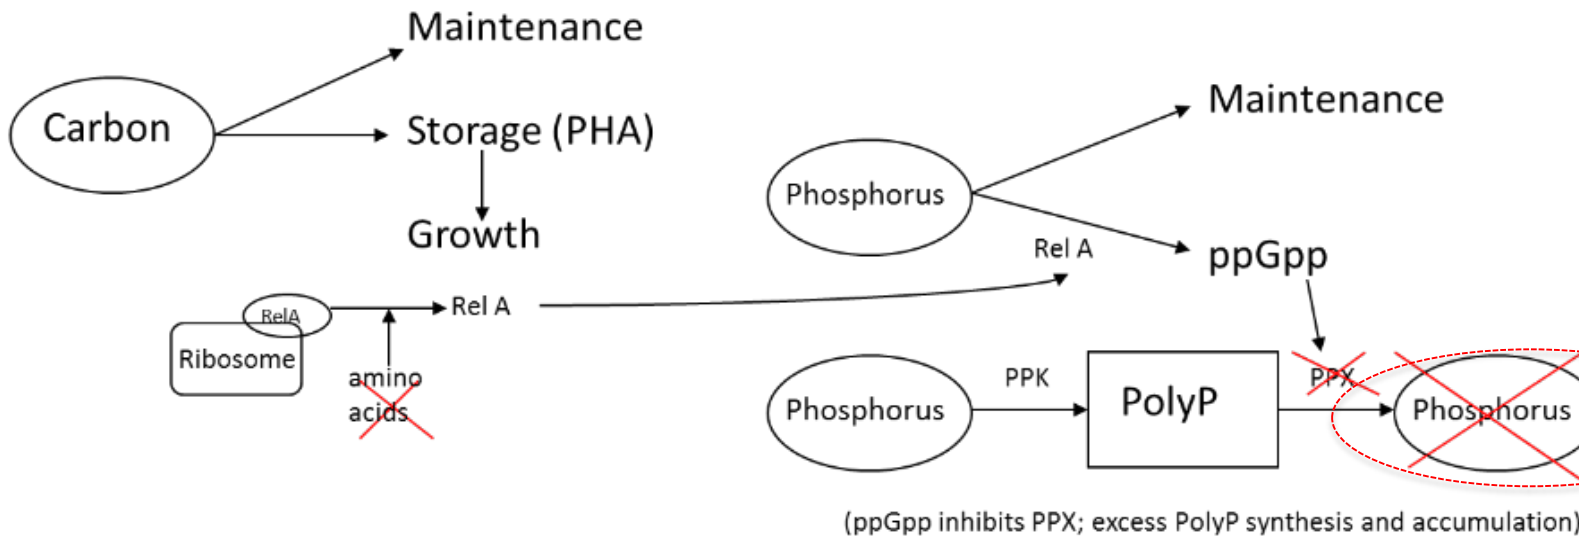 Maintenance
Carbon
Storage (PHA)
Growth
RelA
Ribosome
Rel A
amino
acids
Maintenance
Phosphorus
Rel A
ppGpp
Phosphorus
PPK
PolyP
PPX
Phosphorus
(ppGpp inhibits PPX; excess PolyP synthesis and accumulation)